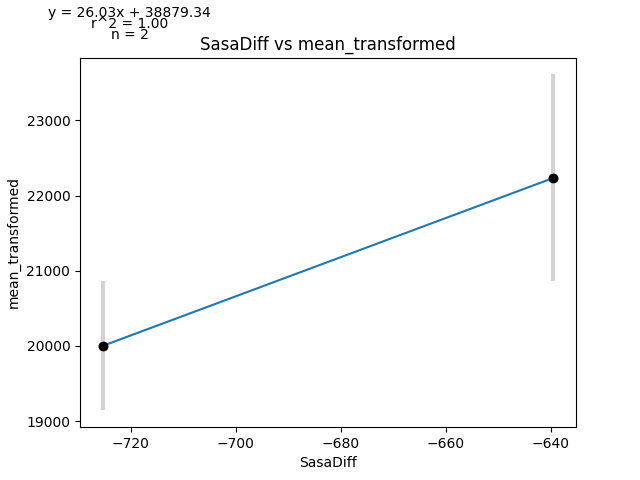 y = 26.03x + 38879.34
r^2 = 1.00
n = 2
SasaDiff vs mean_transformed
23000
22000
21000
20000
19000
mean_transformed
−720
−700
−680
−660
−640
SasaDiff